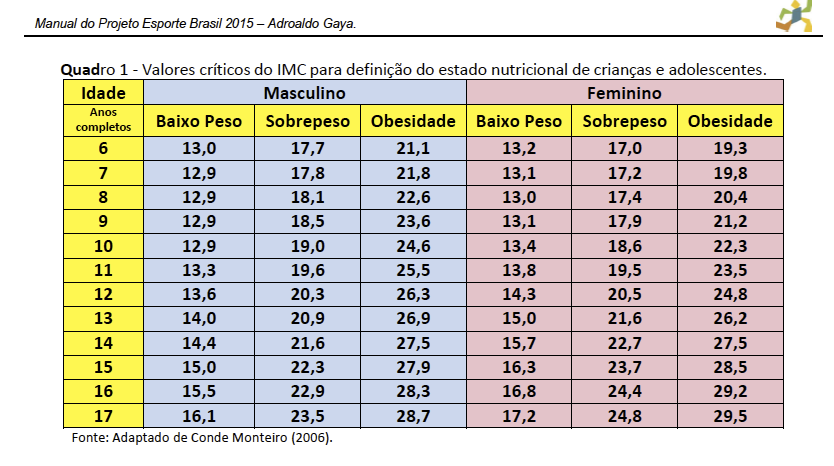 Manual do Projeto Esporte Brasil 2015 – Adroaldo Gaya.
Quadro 1 - Valores críticos do IMC para definição do estado nutricional de crianças e adolescentes.
Idade Masculino Feminino
Anos completos Baixo Peso Sobrepeso Obesidade Baixo Peso Sobrepeso Obesidade
6 13,0 17,7 21,1 13,2 17,0 19,3
7 12,9 17,8 21,8 13,1 17,2 19,8
8 12,9 18,1 22,6 13,0 17,4 20,4
9 12,9 18,5 23,6 13,1 17,9 21,2
10 12,9 19,0 24,6 13,4 18,6 22,3
11 13,3 19,6 25,5 13,8 19,5 23,5
12 13,6 20,3 26,3 14,3 20,5 24,8
13 14,0 20,9 26,9 15,0 21,6 26,2
14 14,4 21,6 27,5 15,7 22,7 27,5
15 15,0 22,3 27,9 16,3 23,7 28,5
16 15,5 22,9 28,3 16,8 24,4 29,2
17 16,1 23,5 28,7 17,2 24,8 29,5
Fonte: Adaptado de Conde Monteiro (2006).